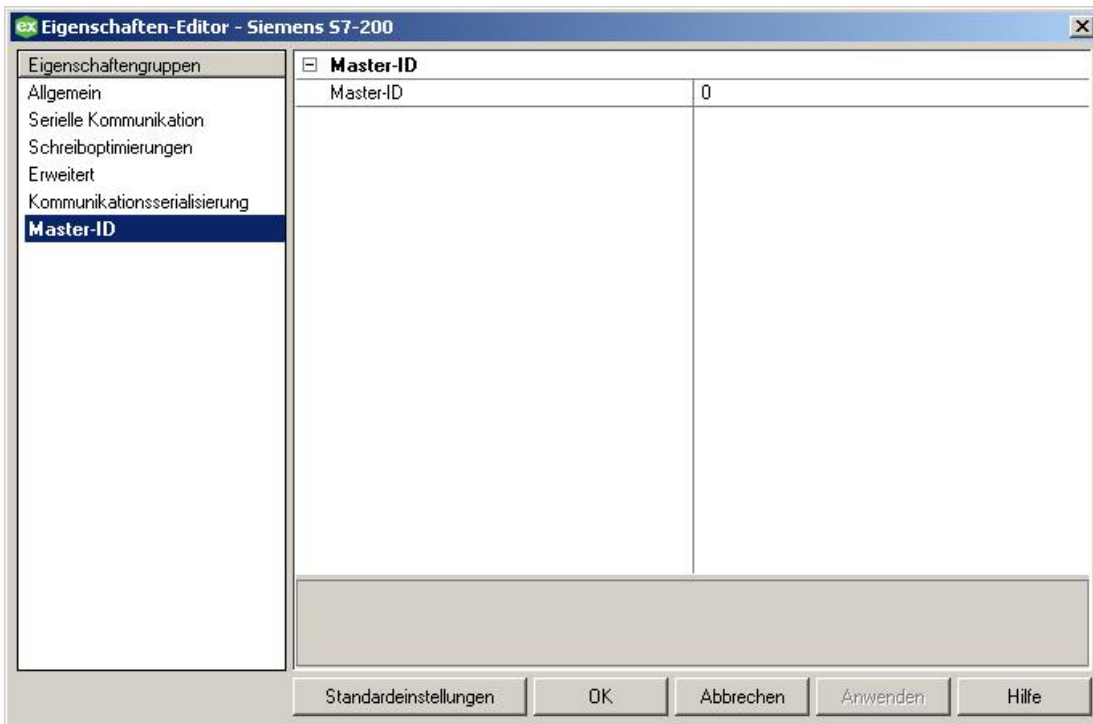 ex Eigenschaften-Editor - Siemens S7-200
Eigenschaftengruppen
Allgemein
Serielle Kommunikation
Schreiboptimierungen
Erweitert
Kommunikationsserialisierung
Master-ID
Master-ID
Master-ID 0
Standardeinstellungen OK Abbrechen Anwenden Hilfe